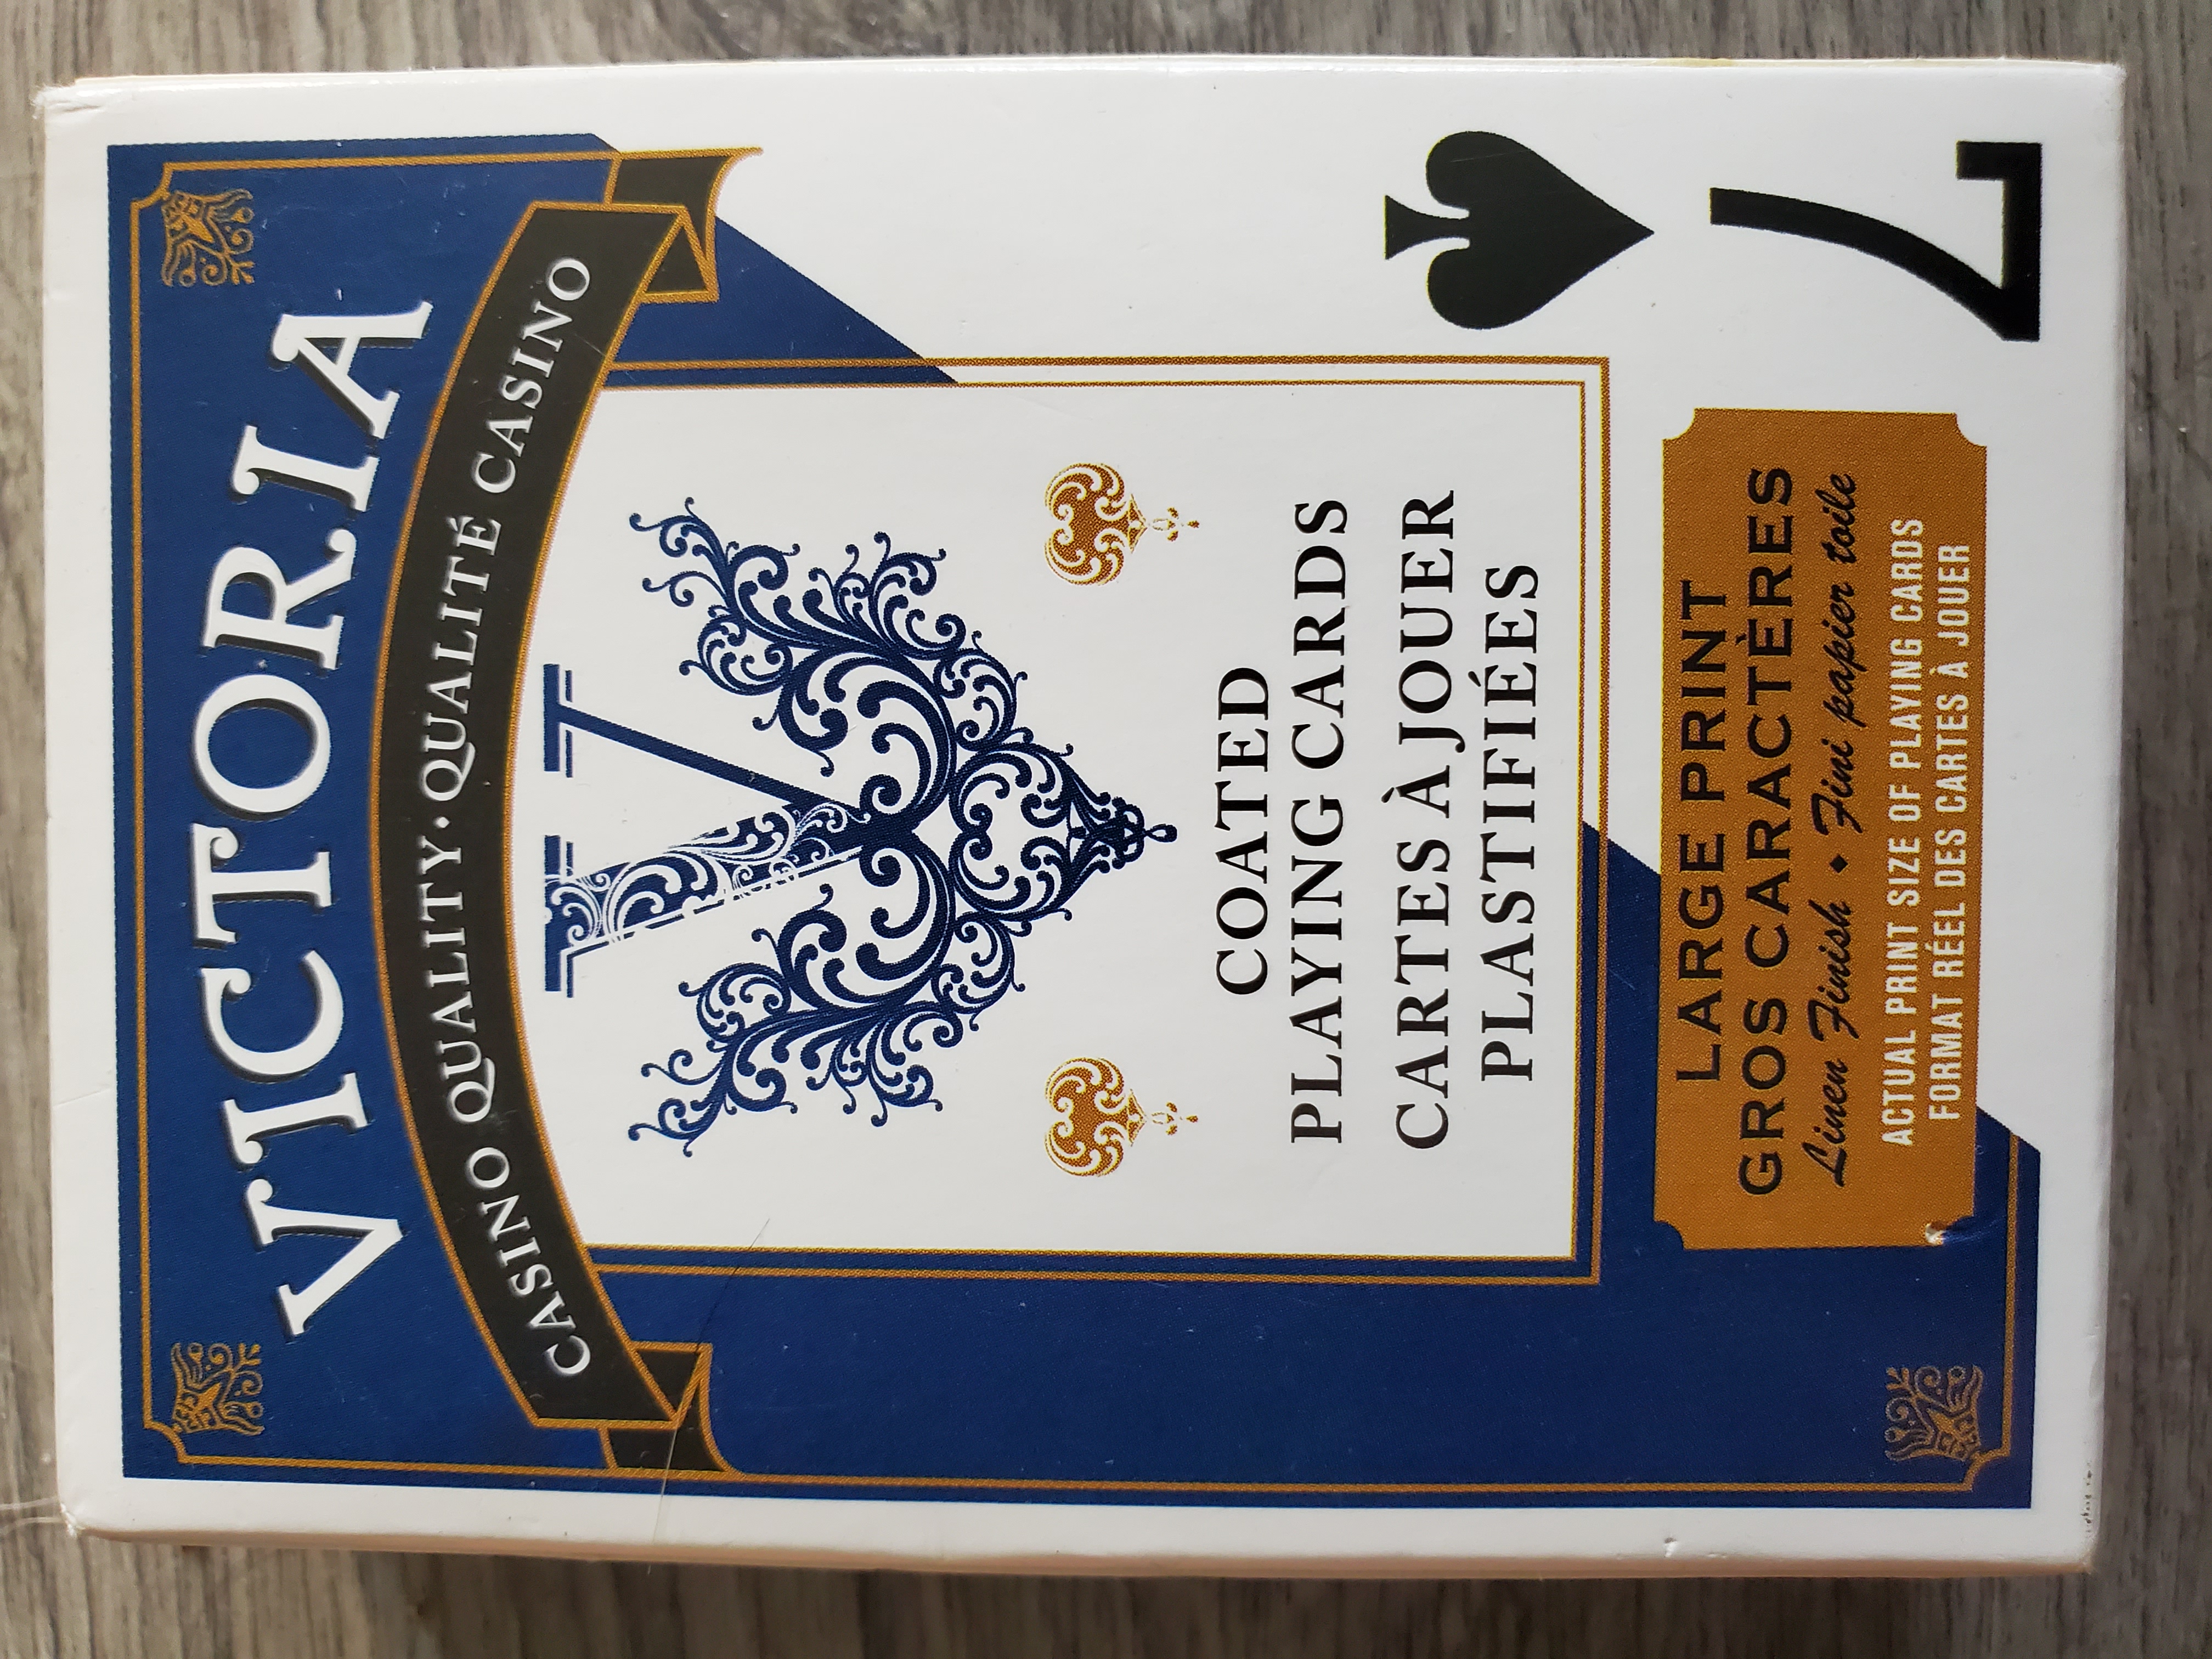 VICTORIA
CASINO QUALITY • QUALITÉ CASINO
V
COATED
PLAYING CARDS
CARTES À JOUER
PLASTIFIÉES
LARGE PRINT
GROS CARACTÈRES
Linen Finish ♦ Fini papier toile
ACTUAL PRINT SIZE OF PLAYING CARDS
FORMAT RÉEL DES CARTES À JOUER
7